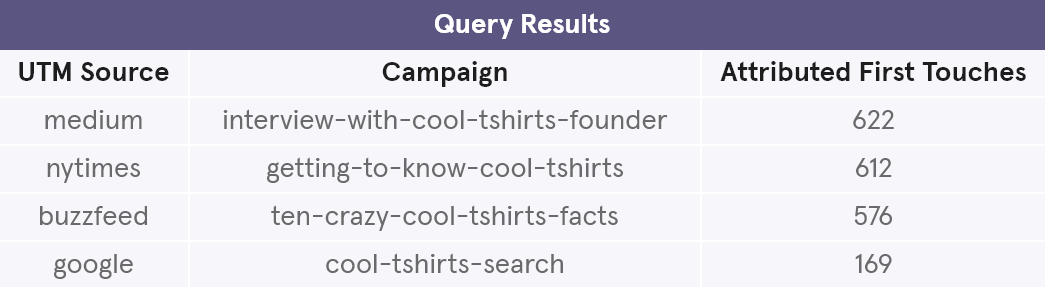 Query Results
UTM Source Campaign Attributed First Touches
medium interview-with-cool-tshirts-founder 622
nytimes getting-to-know-cool-tshirts 612
buzzfeed ten-crazy-cool-tshirts-facts 576
google cool-tshirts-search 169